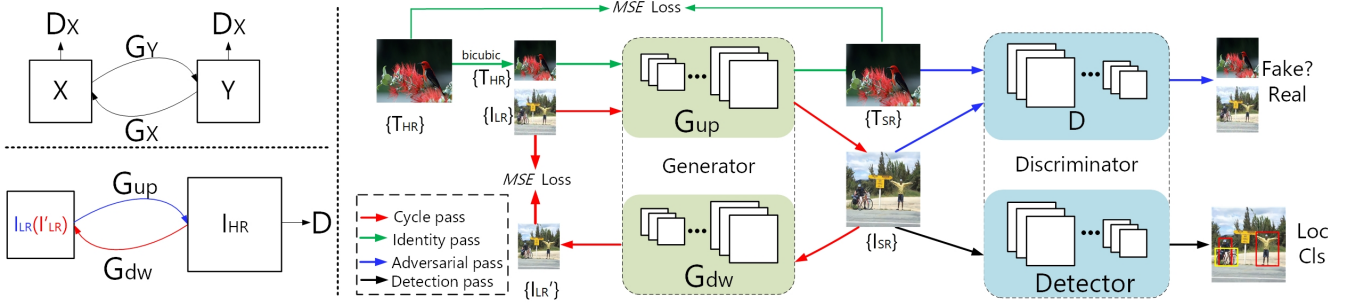 DX
DX
GY
X
Y
GX
Gup
ILR(I'LR)
IHR
D
Gdw
MSE Loss
bicubic
{THR}
{THR}
{ILR}
Gup
{TSR}
D
Fake?
Real
MSE Loss
Generator
Discriminator
Cycle pass
Identity pass
Adversarial pass
Detection pass
{ILR'}
Gdw
{ISR}
Detector
Loc
Cls